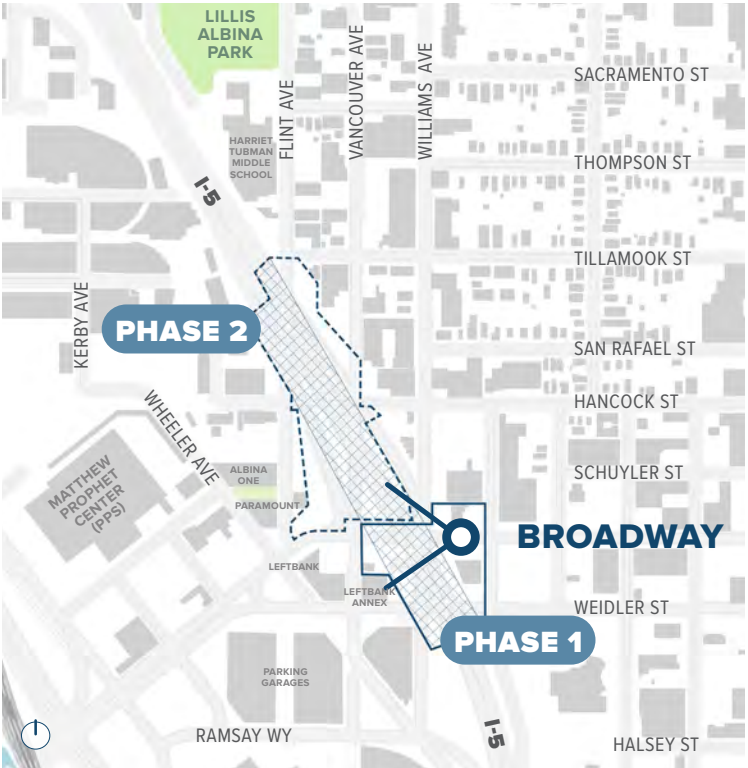 LILLIS
ALBINA
PARK
FLINT AVE
VANCOUVER AVE
WILLIAMS AVE
SACRAMENTO ST
HARRIET
TUBMAN
MIDDLE
SCHOOL
THOMPSON ST
I-5
TILLAMOOK ST
KERBY AVE
PHASE 2
SAN RAFAEL ST
HANCOCK ST
WHEELER AVE
MATTHEW
PROPHET
CENTER
(PPS)
ALBINA
ONE
SCHUYLER ST
PARAMOUNT
BROADWAY
LEFTBANK
LEFTBANK
ANNEX
WEIDLER ST
PHASE 1
PARKING
GARAGES
RAMSAY WY
I-5
HALSEY ST